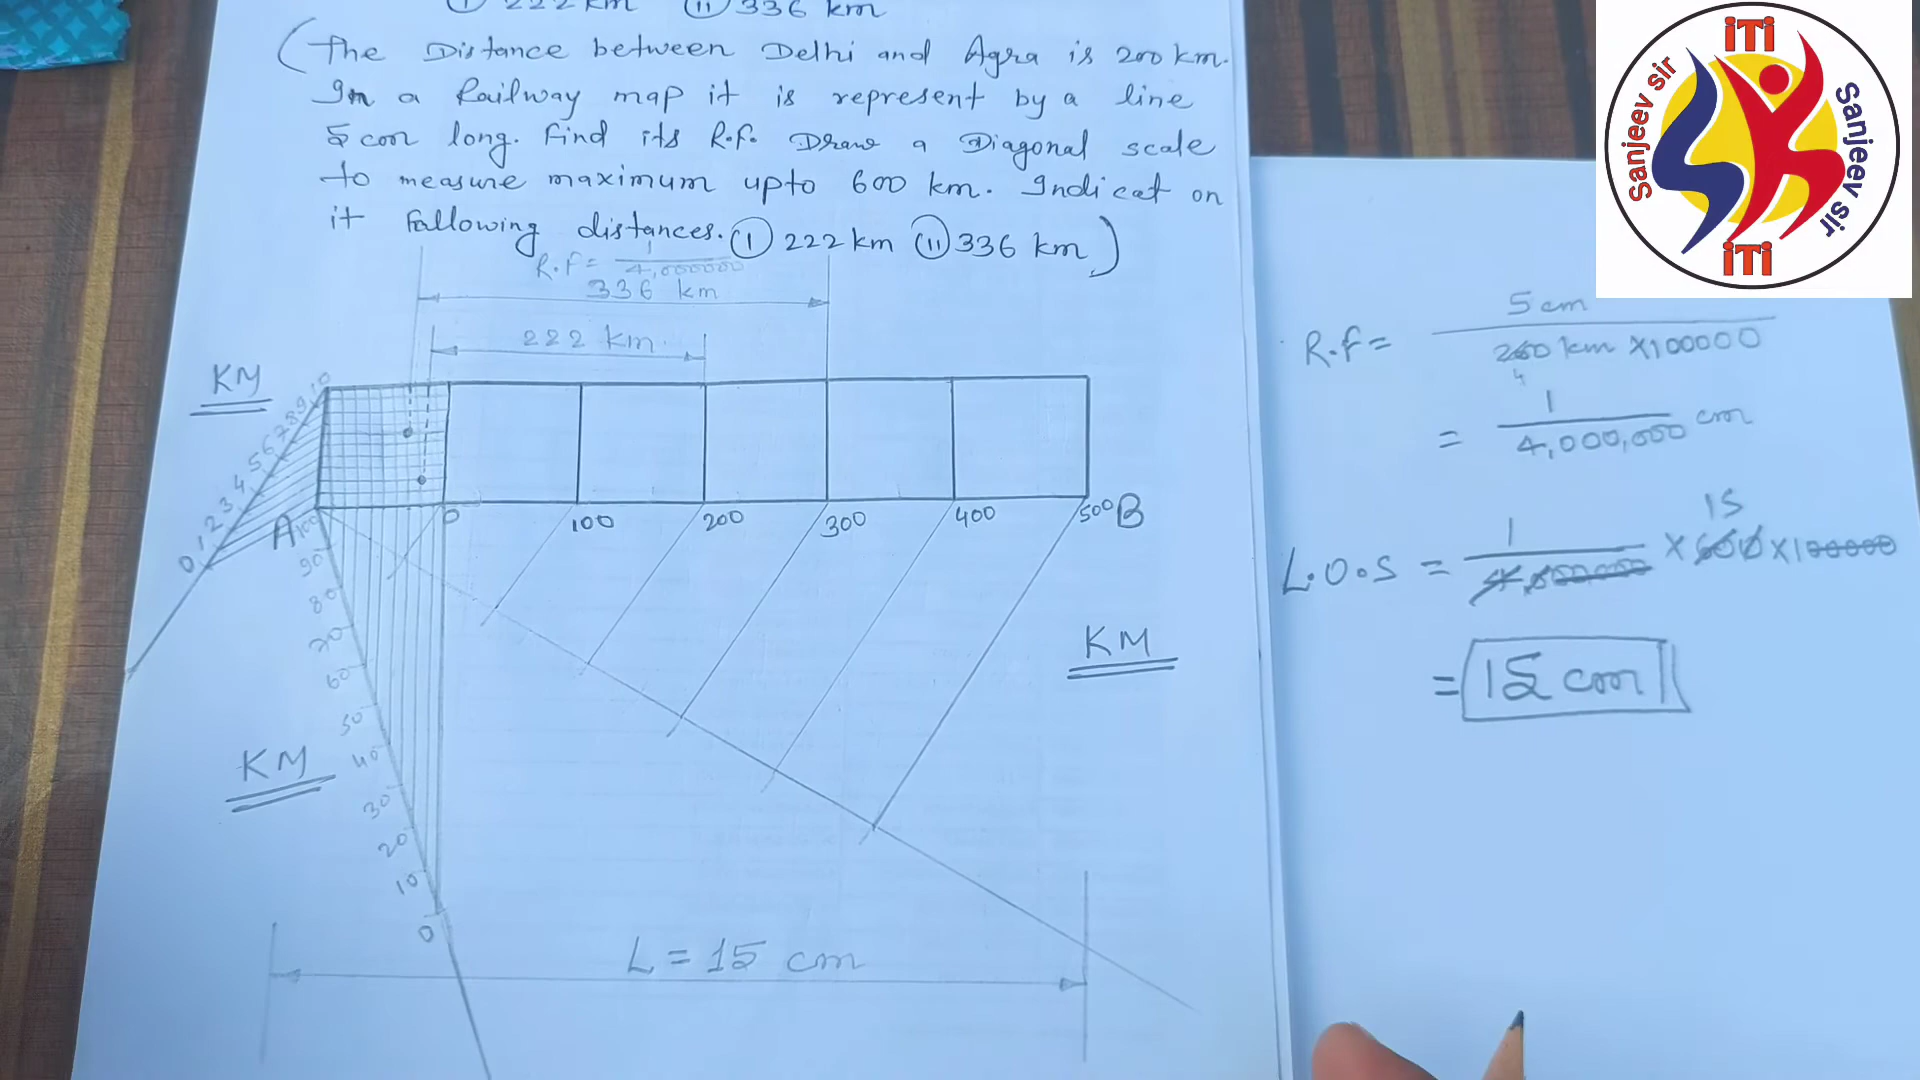 I 222 km II 336 km
(The Distance between Delhi and Agra is 200 km.
In a Railway map it is represent by a line
5 cm long. Find its R.F. Draw a Diagonal scale
to measure maximum upto 600 km. Indicat on
it Following distances. I 222 km II 336 km)
R.F = 1/4,000000
336 km
222 km
KM
10
9
8
7
6
5
4
3
2
1
0
A 100 0 100 200 300 400 500 B
90
80
70
60
50
40
30
20
10
0
KM
KM
L = 15 cm
R.F = 5 cm / 200 km × 100000
4
= 1/4,000,000 cm
15
L.O.S = 1/4,000000 × 600 × 100000
= 15 cm
iTi
Sanjeev sir
Sanjeev sir
iTi